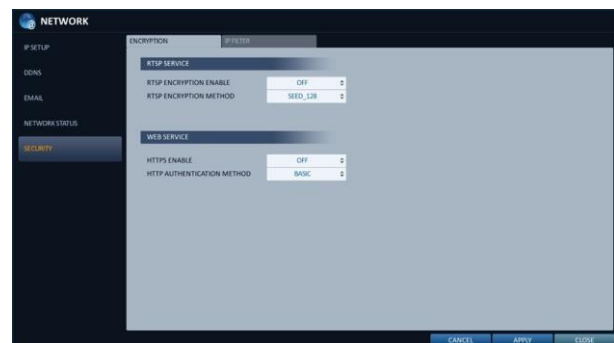 NETWORK
IP SETUP
DDNS
EMAIL
NETWORK STATUS
SECURITY
ENCRYPTION IP FILTER
RTSP SERVICE
RTSP ENCRYPTION ENABLE OFF
RTSP ENCRYPTION METHOD SEED_128
WEB SERVICE
HTTPS ENABLE OFF
HTTP AUTHENTICATION METHOD BASIC
CANCEL APPLY CLOSE